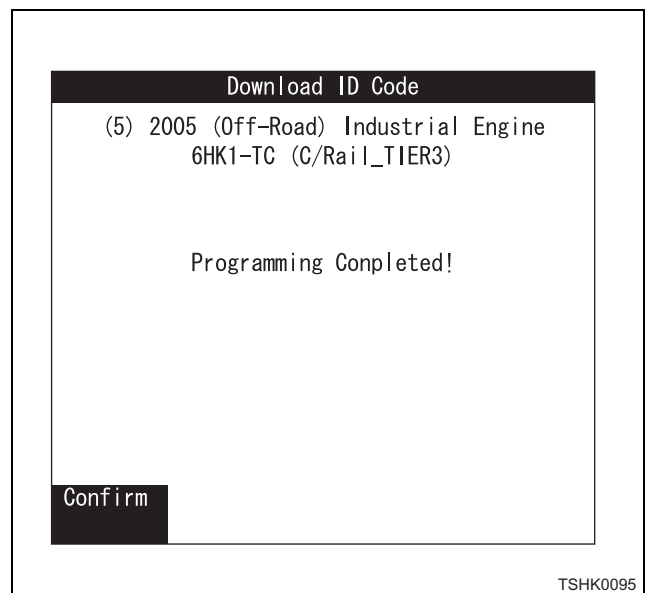 Download ID Code
(5) 2005 (Off-Road) Industrial Engine
6HK1-TC (C/Rail_TIER3)
Programming Conpleted!
Confirm
TSHK0095